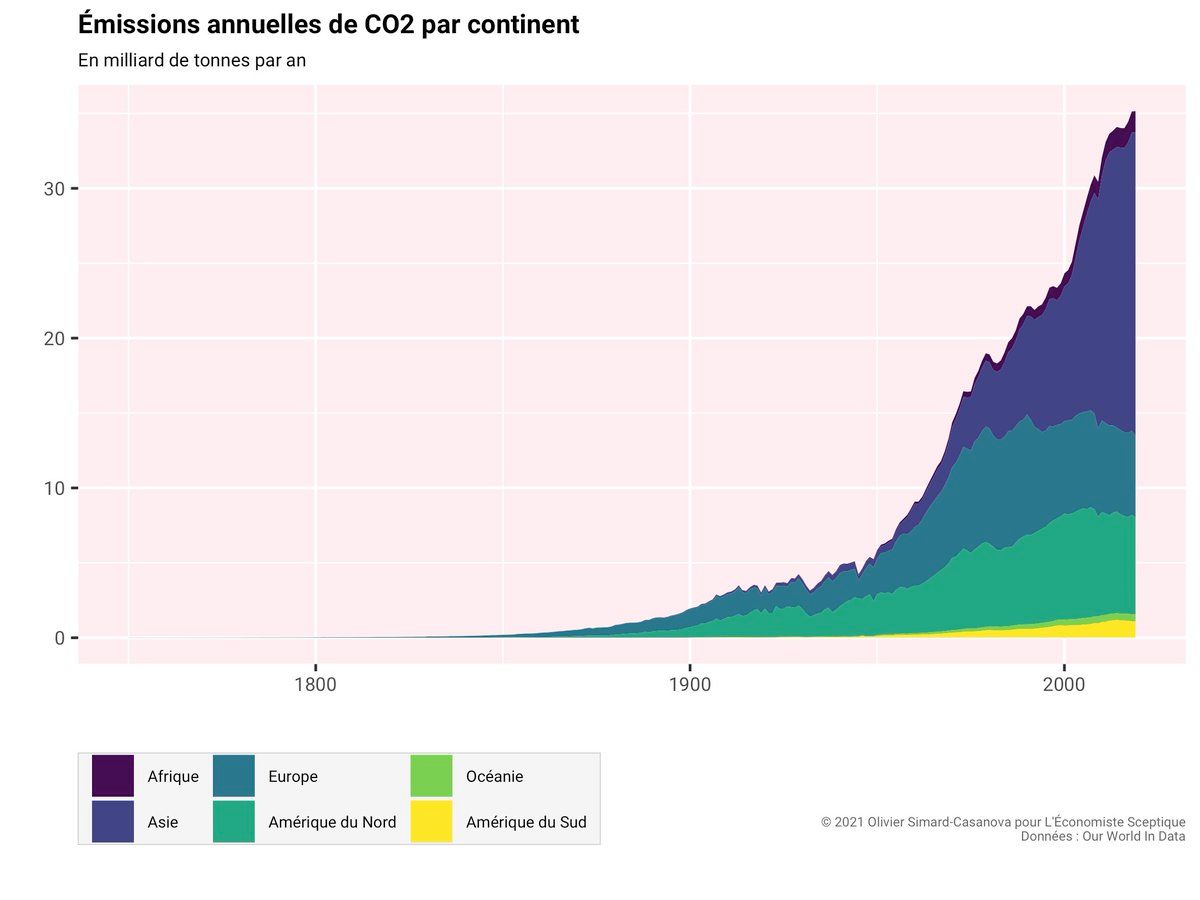 Émissions annuelles de CO2 par continent
En milliard de tonnes par an
30
20
10
0
1800 1900 2000
Afrique Europe Océanie
Asie Amérique du Nord Amérique du Sud
© 2021 Olivier Simard-Casanova pour L'Économiste Sceptique
Données : Our World In Data